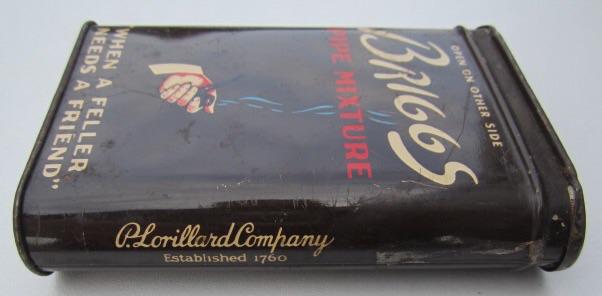 OPEN ON OTHER SIDE
BRIGGS
PIPE MIXTURE
WHEN A FELLER
NEEDS A FRIEND"
P. Lorillard Company
Established 1760